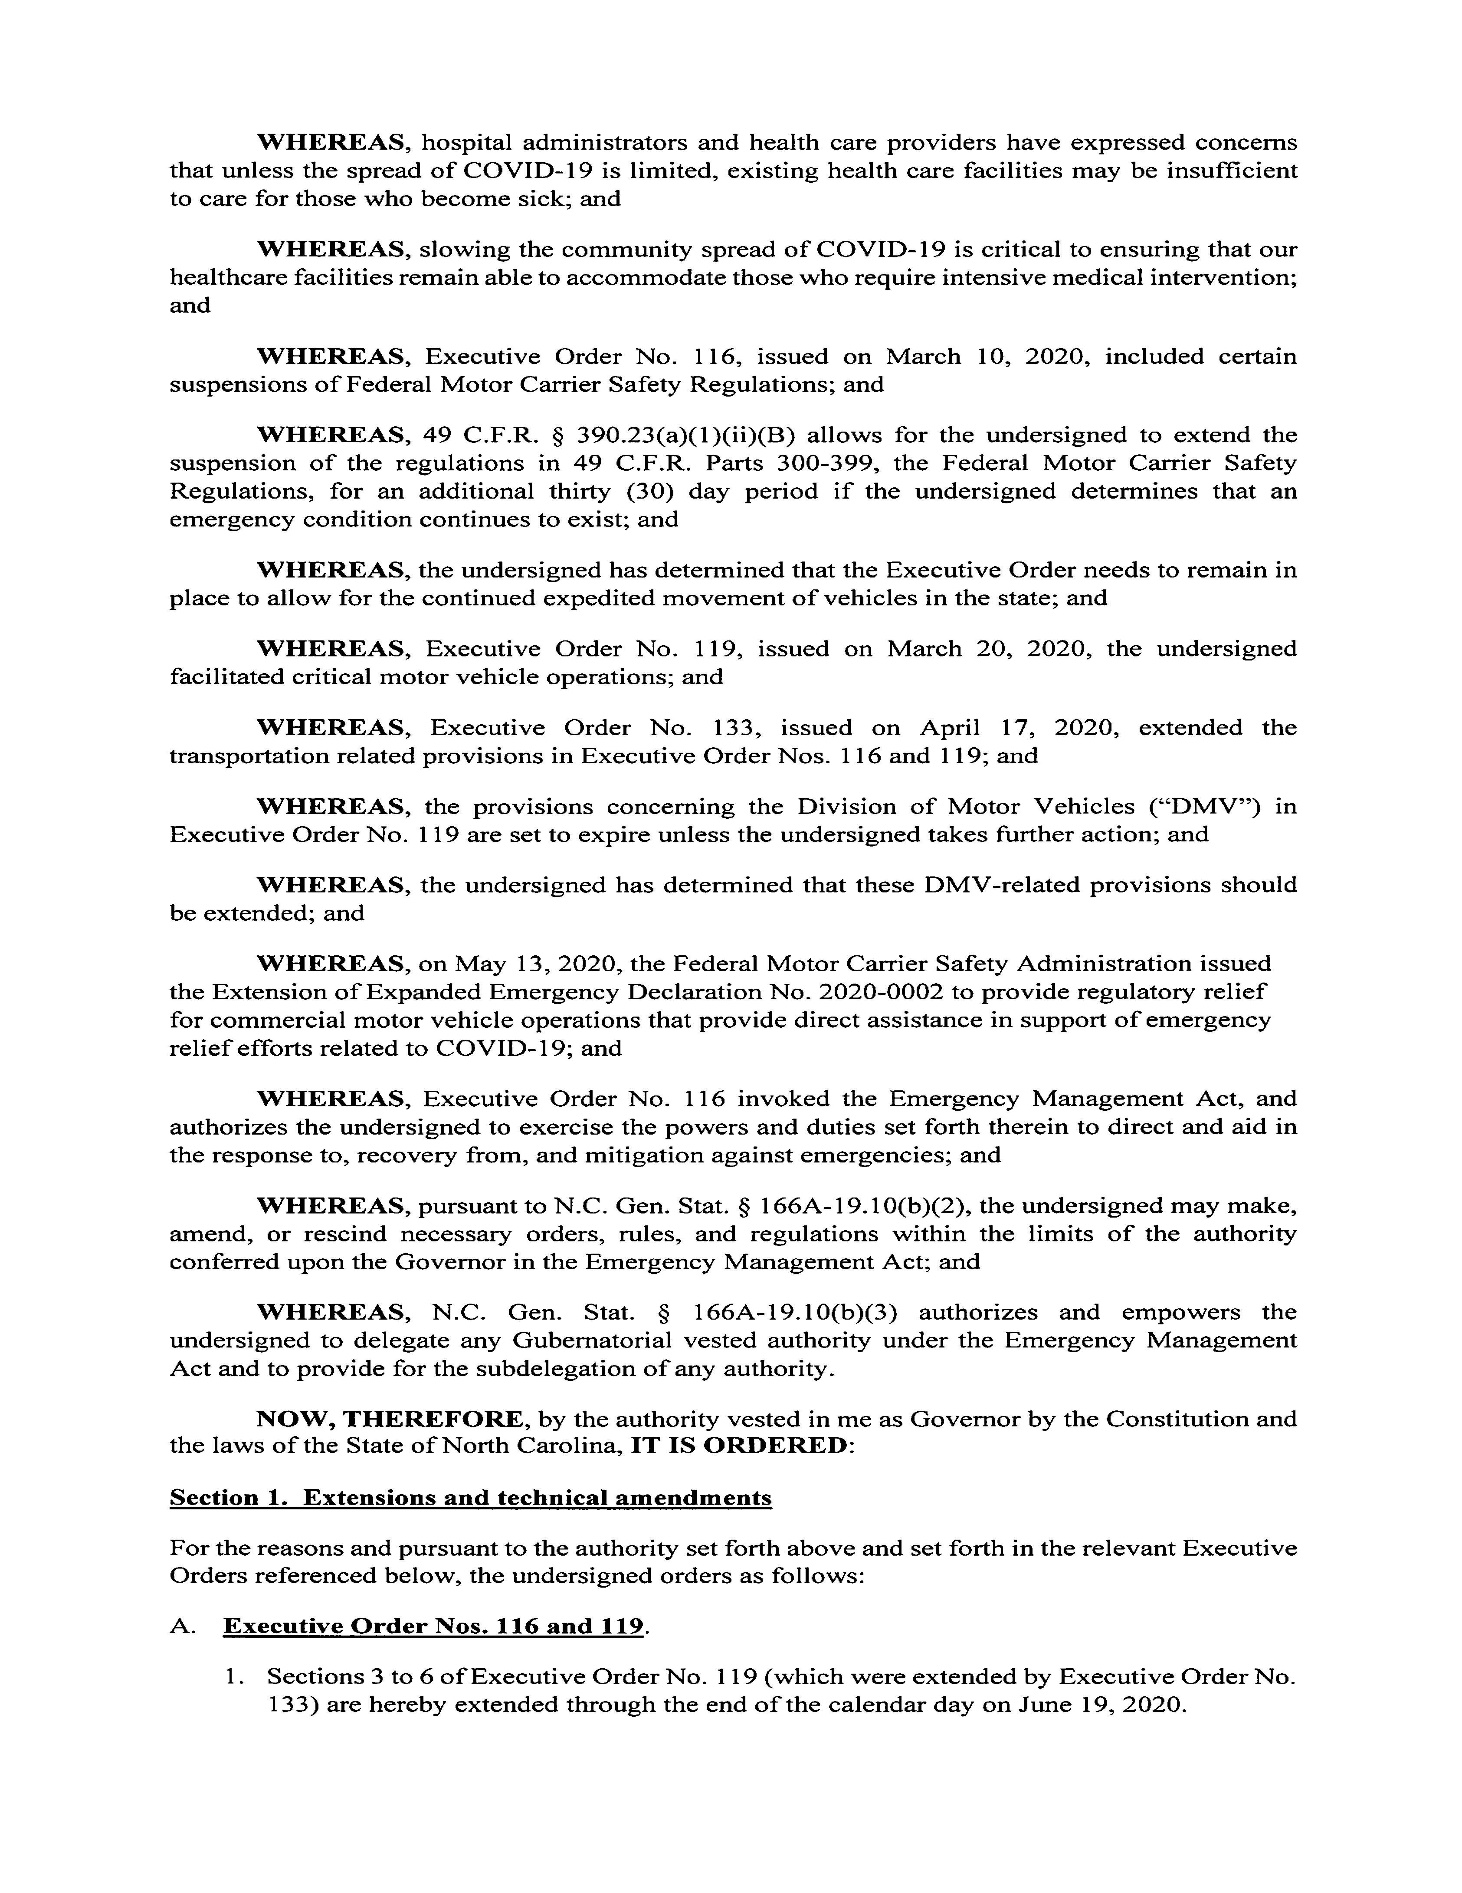 WHEREAS, hospital administrators and health care providers have expressed concerns
that unless the spread of COVID-19 is limited, existing health care facilities may be insufficient
to care for those who become sick; and
WHEREAS, slowing the community spread of COVID-19 is critical to ensuring that our
healthcare facilities remain able to accommodate those who require intensive medical intervention;
and
WHEREAS, Executive Order No. 116, issued on March 10, 2020, included certain
suspensions of Federal Motor Carrier Safety Regulations; and
WHEREAS, 49 C.F.R. § 390.23(a)(1)(ii)(B) allows for the undersigned to extend the
suspension of the regulations in 49 C.F.R. Parts 300-399, the Federal Motor Carrier Safety
Regulations, for an additional thirty (30) day period if the undersigned determines that an
emergency condition continues to exist; and
WHEREAS, the undersigned has determined that the Executive Order needs to remain in
place to allow for the continued expedited movement of vehicles in the state; and
WHEREAS, Executive Order No. 119, issued on March 20, 2020, the undersigned
facilitated critical motor vehicle operations; and
WHEREAS, Executive Order No. 133, issued on April 17, 2020, extended the
transportation related provisions in Executive Order Nos. 116 and 119; and
WHEREAS, the provisions concerning the Division of Motor Vehicles (“DMV”) in
Executive Order No. 119 are set to expire unless the undersigned takes further action; and
WHEREAS, the undersigned has determined that these DMV-related provisions should
be extended; and
WHEREAS, on May 13, 2020, the Federal Motor Carrier Safety Administration issued
the Extension of Expanded Emergency Declaration No. 2020-0002 to provide regulatory relief
for commercial motor vehicle operations that provide direct assistance in support of emergency
relief efforts related to COVID-19; and
WHEREAS, Executive Order No. 116 invoked the Emergency Management Act, and
authorizes the undersigned to exercise the powers and duties set forth therein to direct and aid in
the response to, recovery from, and mitigation against emergencies; and
WHEREAS, pursuant to N.C. Gen. Stat. § 166A-19.10(b)(2), the undersigned may make,
amend, or rescind necessary orders, rules, and regulations within the limits of the authority
conferred upon the Governor in the Emergency Management Act; and
WHEREAS, N.C. Gen. Stat. § 166A-19.10(b)(3) authorizes and empowers the
undersigned to delegate any Gubernatorial vested authority under the Emergency Management
Act and to provide for the subdelegation of any authority.
NOW, THEREFORE, by the authority vested in me as Governor by the Constitution and
the laws of the State of North Carolina, IT IS ORDERED:
Section 1. Extensions and technical amendments
For the reasons and pursuant to the authority set forth above and set forth in the relevant Executive
Orders referenced below, the undersigned orders as follows:
A. Executive Order Nos. 116 and 119.
1. Sections 3 to 6 of Executive Order No. 119 (which were extended by Executive Order No.
133) are hereby extended through the end of the calendar day on June 19, 2020.